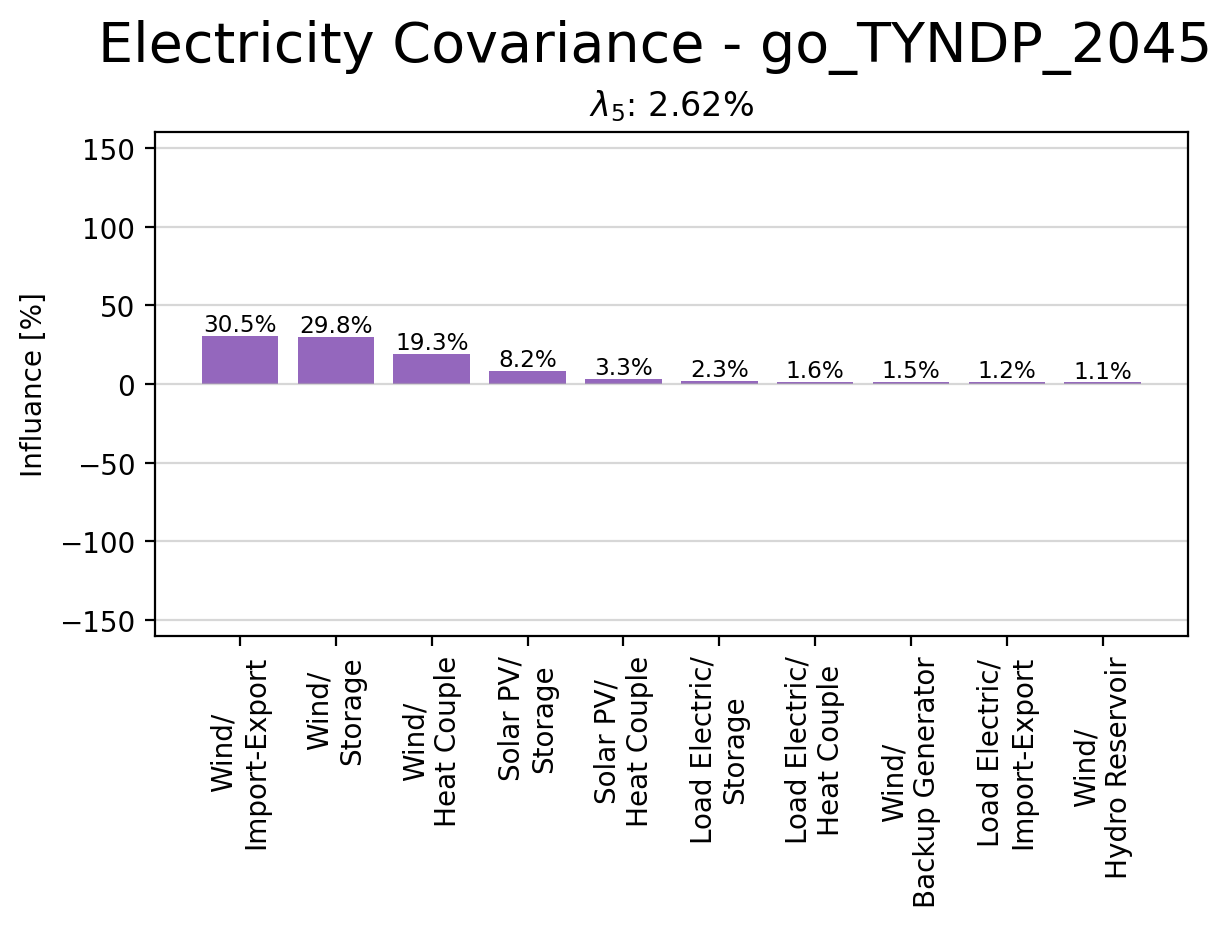 Electricity Covariance - go_TYNDP_2045
λ5: 2.62%
Influance [%]
150
100
50
0
−50
−100
−150
30.5%
29.8%
19.3%
8.2%
3.3%
2.3%
1.6%
1.5%
1.2%
1.1%
Wind/
Import-Export
Wind/
Storage
Wind/
Heat Couple
Solar PV/
Storage
Solar PV/
Heat Couple
Load Electric/
Storage
Load Electric/
Heat Couple
Wind/
Backup Generator
Load Electric/
Import-Export
Wind/
Hydro Reservoir